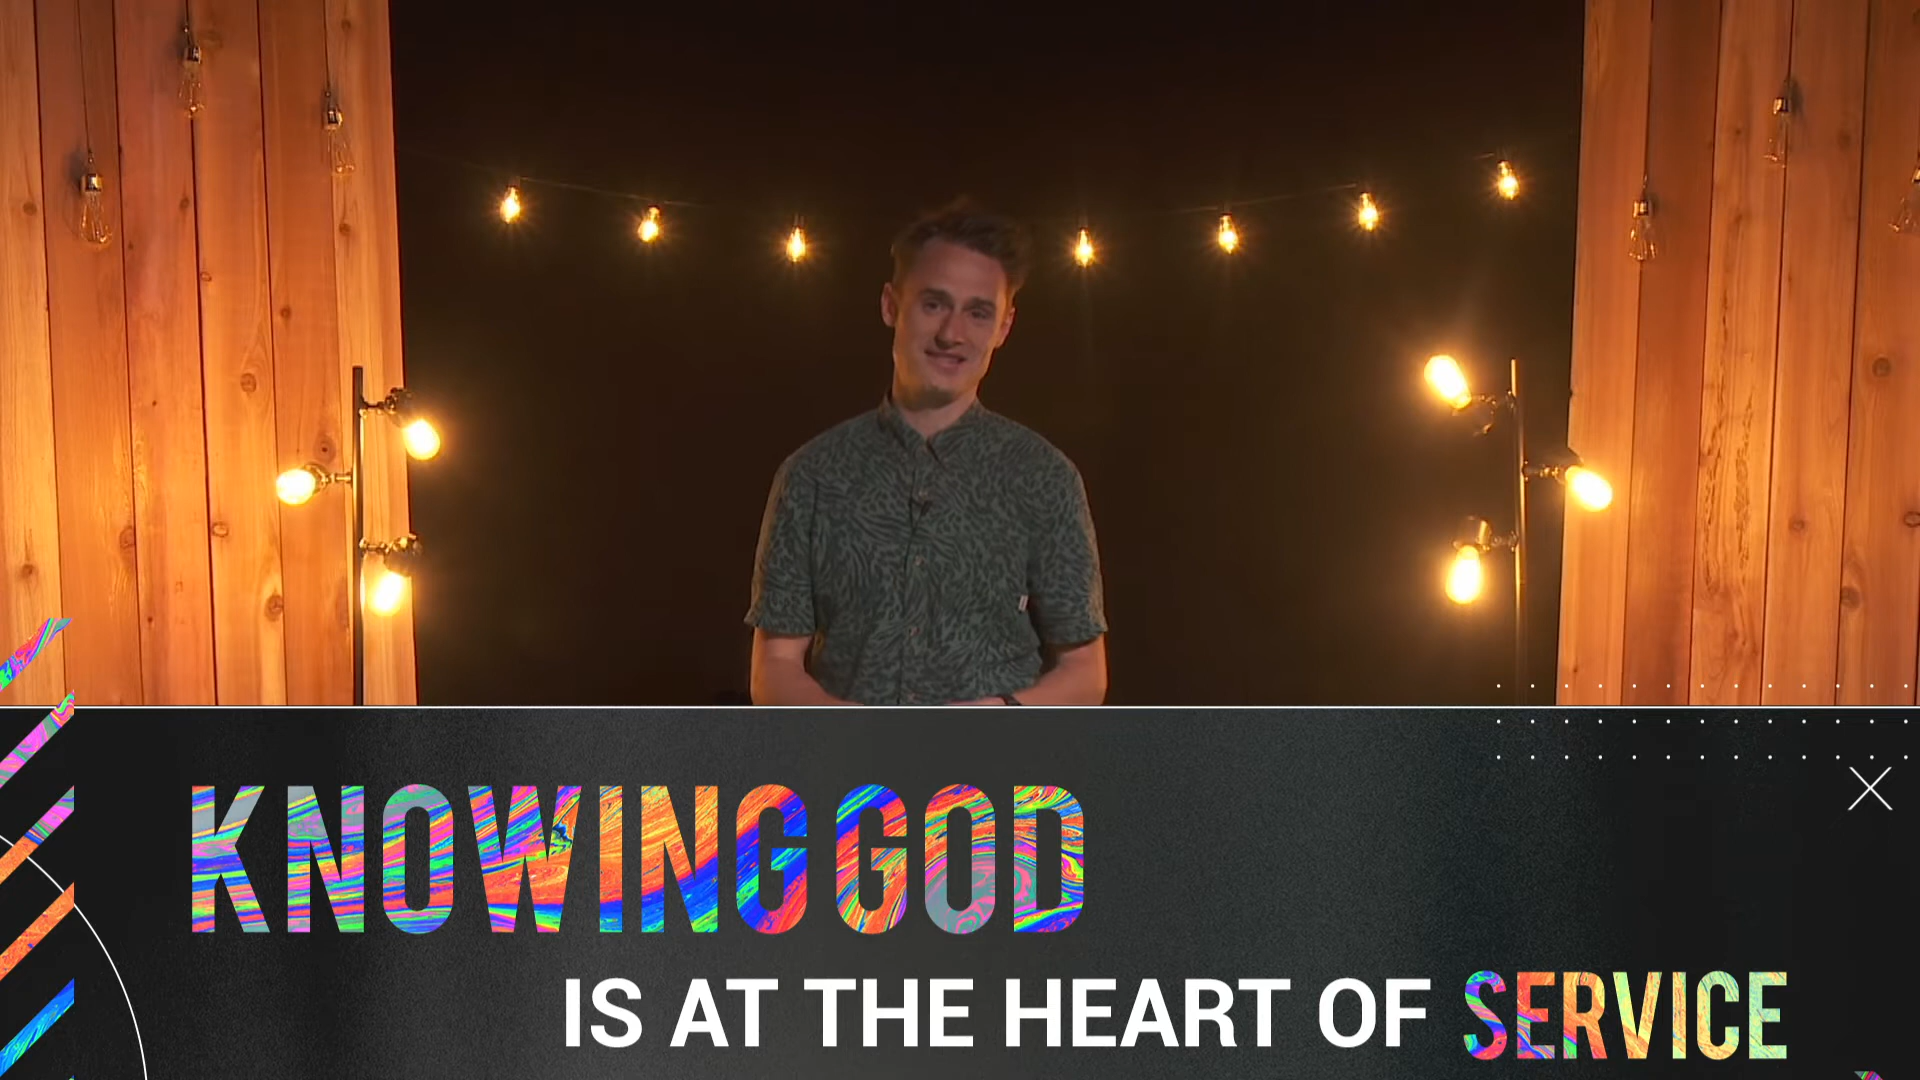 KNOWING GOD
IS AT THE HEART OF SERVICE